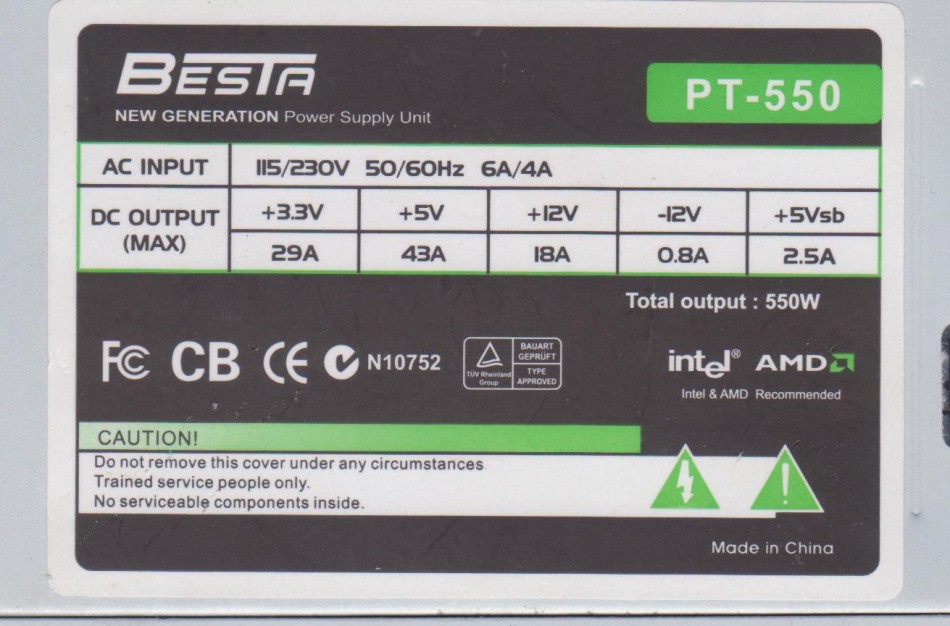 BESTA
PT-550
NEW GENERATION Power Supply Unit
AC INPUT 115/230V 50/60Hz 6A/4A
DC OUTPUT (MAX) +3.3V +5V +12V -12V +5Vsb
29A 43A 18A 0.8A 2.5A
Total output : 550W
FC CB CE N10752
TÜV Rheinland Group
BAUART GEPRÜFT
TYPE APPROVED
intel® AMD
Intel & AMD Recommended
CAUTION!
Do not remove this cover under any circumstances
Trained service people only.
No serviceable components inside.
Made in China